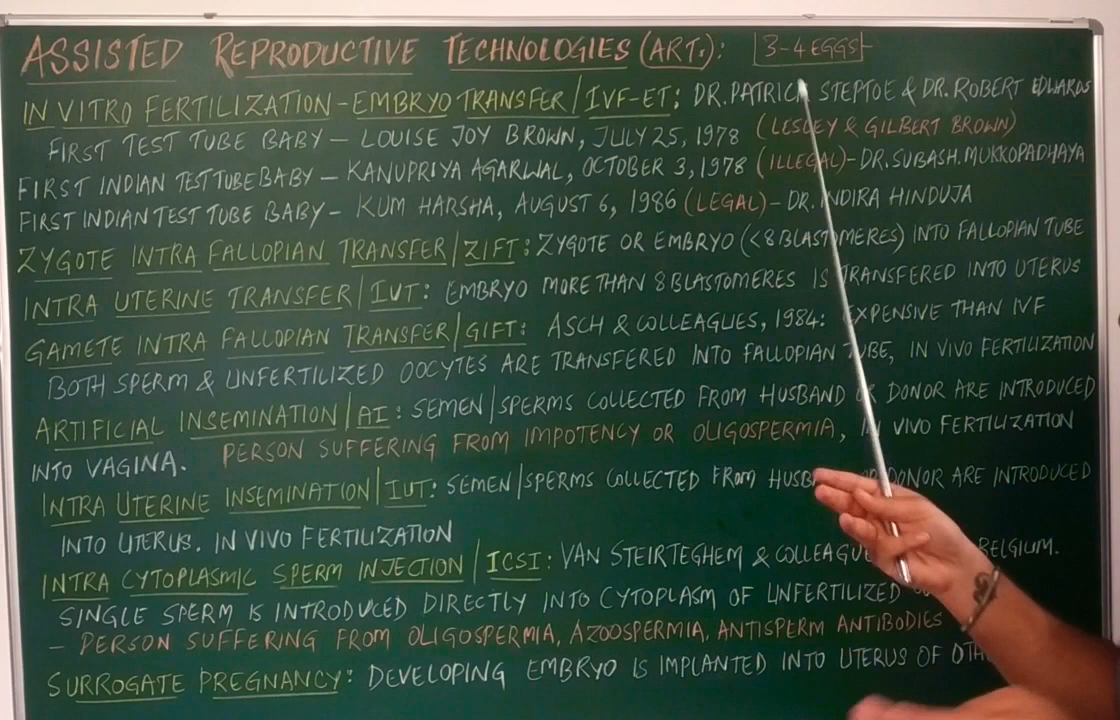 ASSISTED REPRODUCTIVE TECHNOLOGIES (ARTs): 3-4 EGGS
IN VITRO FERTILIZATION - EMBRYO TRANSFER / IVF-ET: DR. PATRICK STEPTOE & DR. ROBERT EDWARDS
FIRST TEST TUBE BABY – LOUISE JOY BROWN, JULY 25, 1978 (LESLEY & GILBERT BROWN)
FIRST INDIAN TEST TUBE BABY – KANUPRIYA AGARWAL, OCTOBER 3, 1978 (ILLEGAL) - DR. SUBASH. MUKKOPADHAYA
FIRST INDIAN TEST TUBE BABY – KUM HARSHA, AUGUST 6, 1986 (LEGAL) – DR. INDIRA HINDUJA
ZYGOTE INTRA FALLOPIAN TRANSFER / ZIFT: ZYGOTE OR EMBRYO (<8 BLASTOMERES) INTO FALLOPIAN TUBE
INTRA UTERINE TRANSFER / IUT: EMBRYO MORE THAN 8 BLASTOMERES IS TRANSFERED INTO UTERUS
GAMETE INTRA FALLOPIAN TRANSFER / GIFT: ASCH & COLLEAGUES, 1984: EXPENSIVE THAN IVF
BOTH SPERM & UNFERTILIZED OOCYTES ARE TRANSFERED INTO FALLOPIAN TUBE, IN VIVO FERTILIZATION
ARTIFICIAL INSEMINATION / AI: SEMEN / SPERMS COLLECTED FROM HUSBAND OR DONOR ARE INTRODUCED
INTO VAGINA. PERSON SUFFERING FROM IMPOTENCY OR OLIGOSPERMIA, IN VIVO FERTILIZATION
INTRA UTERINE INSEMINATION / IUT: SEMEN / SPERMS COLLECTED FROM HUSB OR DONOR ARE INTRODUCED
INTO UTERUS. IN VIVO FERTILIZATION
INTRA CYTOPLASMIC SPERM INJECTION / ICSI: VAN STEIRTEGHEM & COLLEAGUE BELGIUM.
SINGLE SPERM IS INTRODUCED DIRECTLY INTO CYTOPLASM OF UNFERTILIZED
– PERSON SUFFERING FROM OLIGOSPERMIA, AZOOSPERMIA, ANTISPERM ANTIBODIES
SURROGATE PREGNANCY: DEVELOPING EMBRYO IS IMPLANTED INTO UTERUS OF